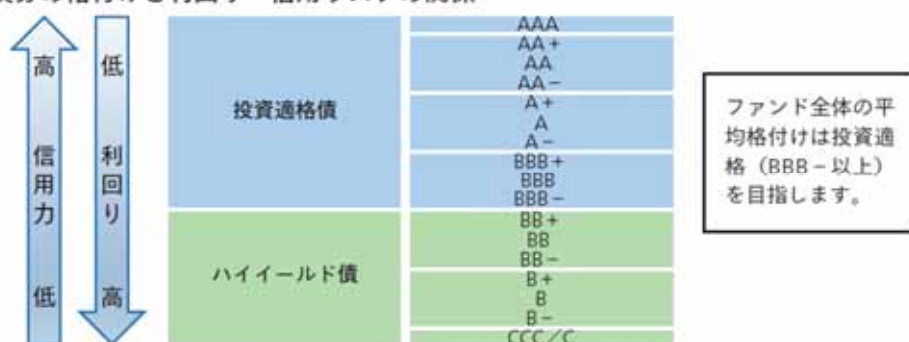 高
信
用
力
低
低
利
回
り
高
投資適格債
ハイイールド債
AAA
AA+
AA
AA−
A+
A
A−
BBB+
BBB
BBB−
BB+
BB
BB−
B+
B
B−
CCC/C
ファンド全体の平
均格付けは投資適
格（BBB−以上）
を目指します。